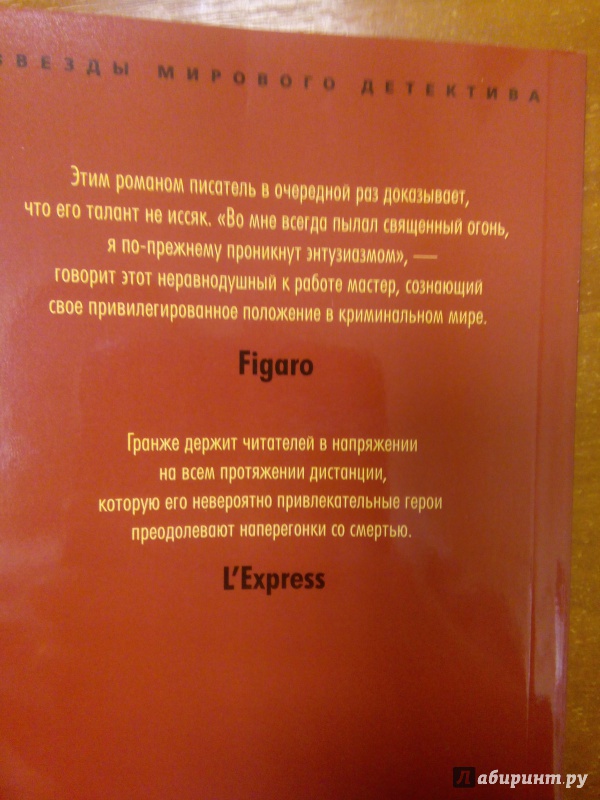 ЗВЕЗДЫ МИРОВОГО ДЕТЕКТИВА
Этим романом писатель в очередной раз доказывает,
что его талант не иссяк. «Во мне всегда пылал священный огонь,
я по-прежнему проникнут энтузиазмом», —
говорит этот неравнодушный к работе мастер, сознающий
свое привилегированное положение в криминальном мире.
Figaro
Гранже держит читателей в напряжении
на всем протяжении дистанции,
которую его невероятно привлекательные герои
преодолевают наперегонки со смертью.
L'Express
лабиринт.ру